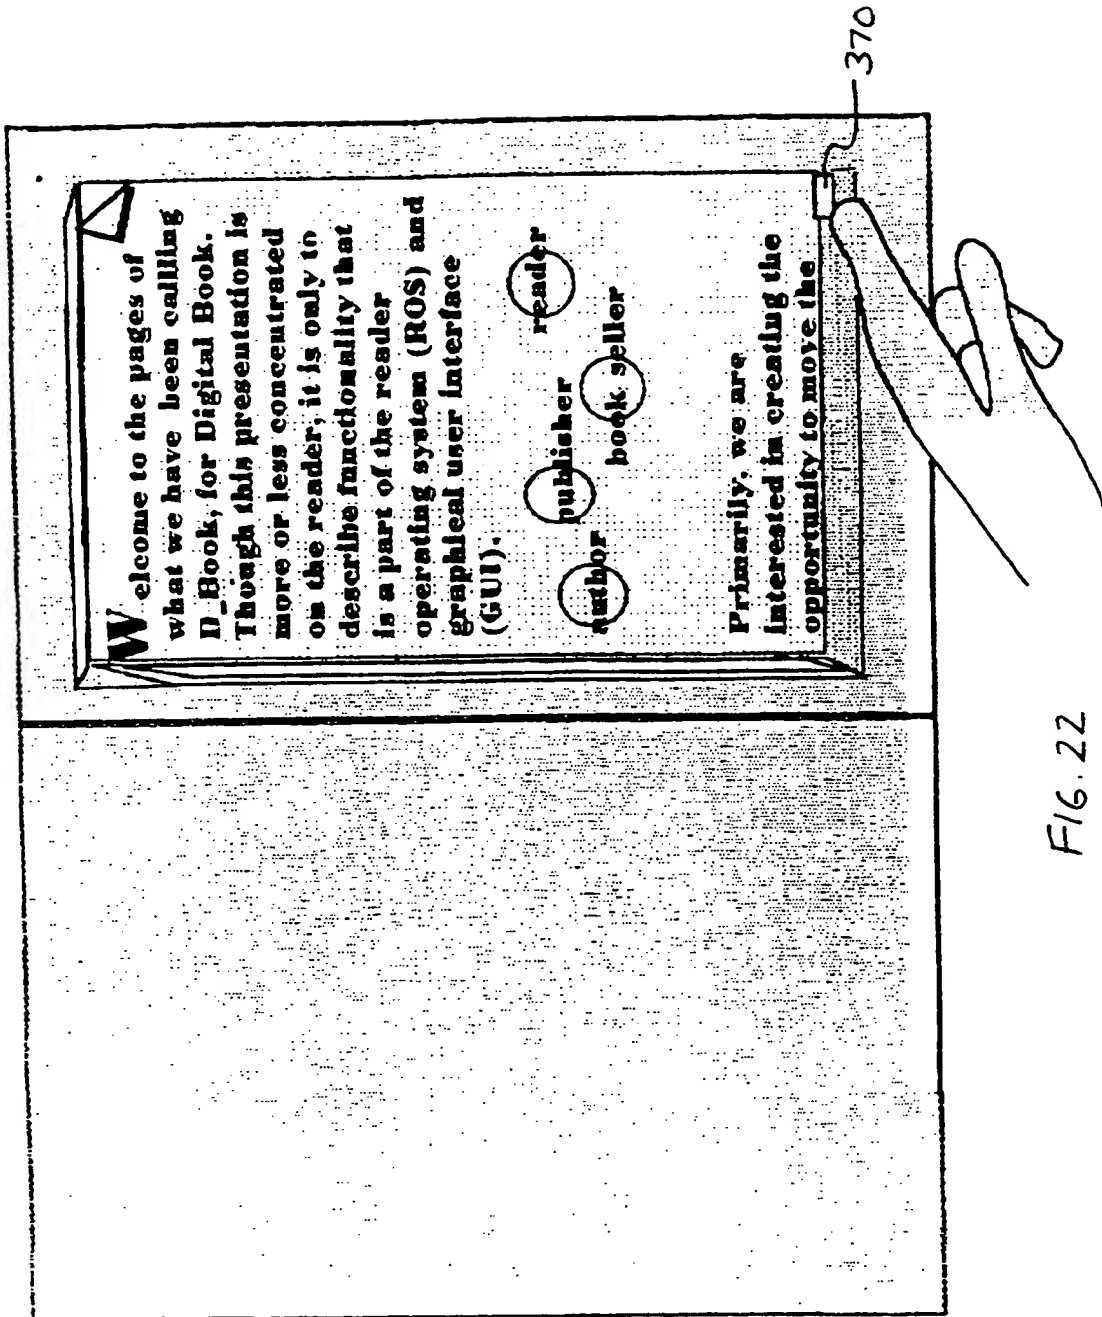 Welcome to the pages of
what we have been calling
D_Book, for Digital Book.
Though this presentation is
more or less concentrated
on the reader, it is only to
describe functionality that
is a part of the reader
operating system (ROS) and
graphical user interface
(GUI).
author
publisher
book seller
reader
Primarily, we are
interested in creating the
opportunity to move the
370
FIG. 22